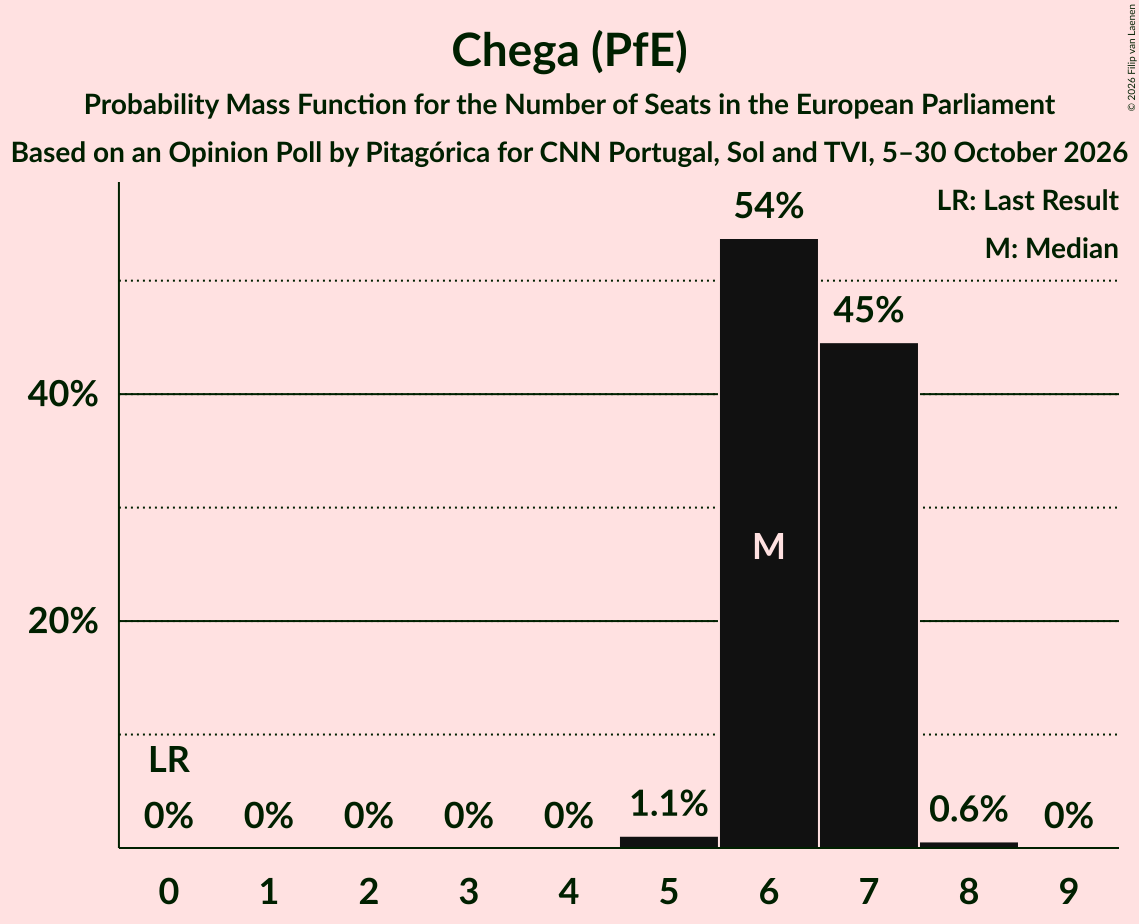 Chega (PfE)
Probability Mass Function for the Number of Seats in the European Parliament
Based on an Opinion Poll by Pitagórica for CNN Portugal, Sol and TVI, 5–30 October 2026
© 2026 Filip van Laenen
LR: Last Result
M: Median
54%
45%
40%
M
20%
LR
0% 0% 0% 0% 0% 1.1% 0.6% 0%
0 1 2 3 4 5 6 7 8 9